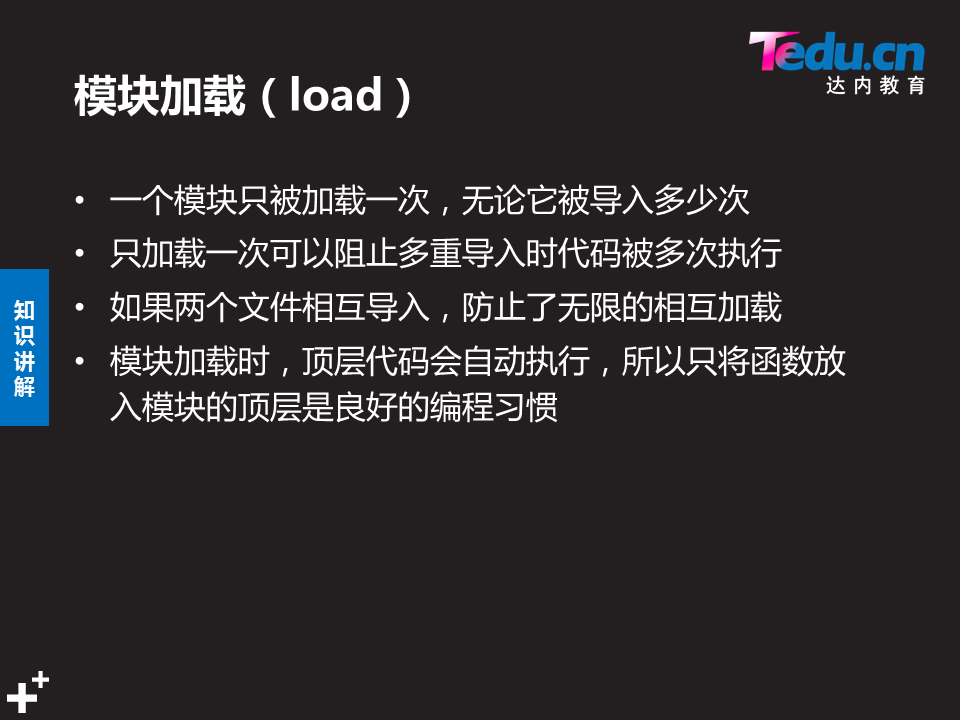 Tedu.cn
达内教育
模块加载（load）
• 一个模块只被加载一次，无论它被导入多少次
• 只加载一次可以阻止多重导入时代码被多次执行
• 如果两个文件相互导入，防止了无限的相互加载
• 模块加载时，顶层代码会自动执行，所以只将函数放
入模块的顶层是良好的编程习惯
知
识
讲
解